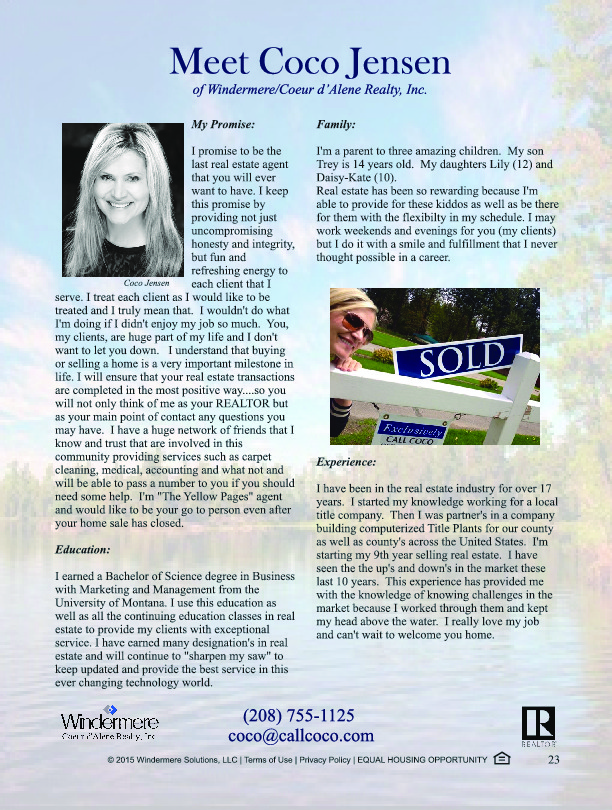 Meet Coco Jensen
of Windermere/Coeur d'Alene Realty, Inc.
My Promise:
I promise to be the
last real estate agent
that you will ever
want to have. I keep
this promise by
providing not just
uncompromising
honesty and integrity,
but fun and
refreshing energy to
each client that I
Coco Jensen
serve. I treat each client as I would like to be
treated and I truly mean that. I wouldn't do what
I'm doing if I didn't enjoy my job so much. You,
my clients, are huge part of my life and I don't
want to let you down. I understand that buying
or selling a home is a very important milestone in
life. I will ensure that your real estate transactions
are completed in the most positive way....so you
will not only think of me as your REALTOR but
as your main point of contact any questions you
may have. I have a huge network of friends that I
know and trust that are involved in this
community providing services such as carpet
cleaning, medical, accounting and what not and
will be able to pass a number to you if you should
need some help. I'm "The Yellow Pages" agent
and would like to be your go to person even after
your home sale has closed.
Education:
I earned a Bachelor of Science degree in Business
with Marketing and Management from the
University of Montana. I use this education as
well as all the continuing education classes in real
estate to provide my clients with exceptional
service. I have earned many designation's in real
estate and will continue to "sharpen my saw" to
keep updated and provide the best service in this
ever changing technology world.
Family:
I'm a parent to three amazing children. My son
Trey is 14 years old. My daughters Lily (12) and
Daisy-Kate (10).
Real estate has been so rewarding because I'm
able to provide for these kiddos as well as be there
for them with the flexibilty in my schedule. I may
work weekends and evenings for you (my clients)
but I do it with a smile and fulfillment that I never
thought possible in a career.
SOLD
Exclusively
CALL COCO
Experience:
I have been in the real estate industry for over 17
years. I started my knowledge working for a local
title company. Then I was partner's in a company
building computerized Title Plants for our county
as well as county's across the United States. I'm
starting my 9th year selling real estate. I have
seen the the up's and down's in the market these
last 10 years. This experience has provided me
with the knowledge of knowing challenges in the
market because I worked through them and kept
my head above the water. I really love my job
and can't wait to welcome you home.
Windermere
Coeur d'Alene Realty, Inc
(208) 755-1125
coco@callcoco.com
R
REALTOR
© 2015 Windermere Solutions, LLC | Terms of Use | Privacy Policy | EQUAL HOUSING OPPORTUNITY
23